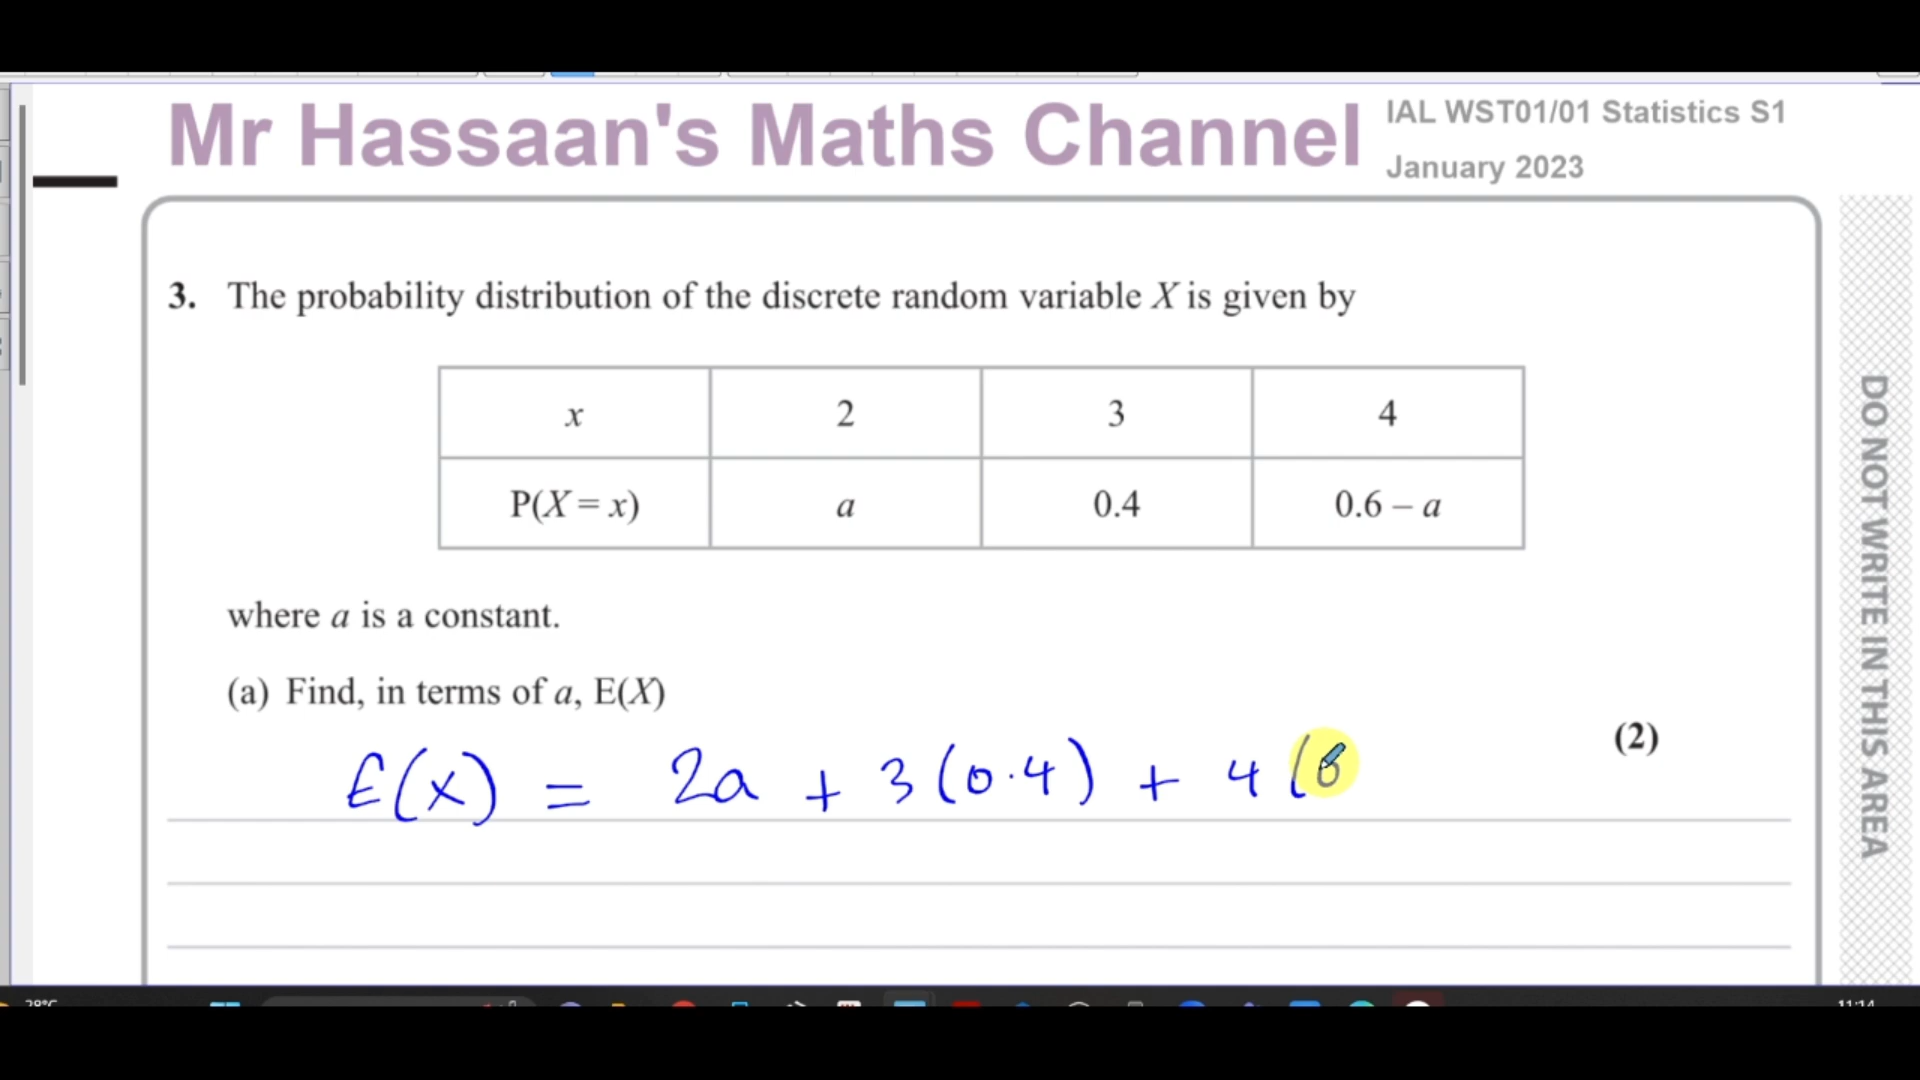 Mr Hassaan's Maths Channel
IAL WST01/01 Statistics S1
January 2023
3. The probability distribution of the discrete random variable X is given by
x 2 3 4
P(X = x) a 0.4 0.6 – a
where a is a constant.
(a) Find, in terms of a, E(X)
(2)
E(X) = 2a + 3(0.4) + 4(0
DO NOT WRITE IN THIS AREA